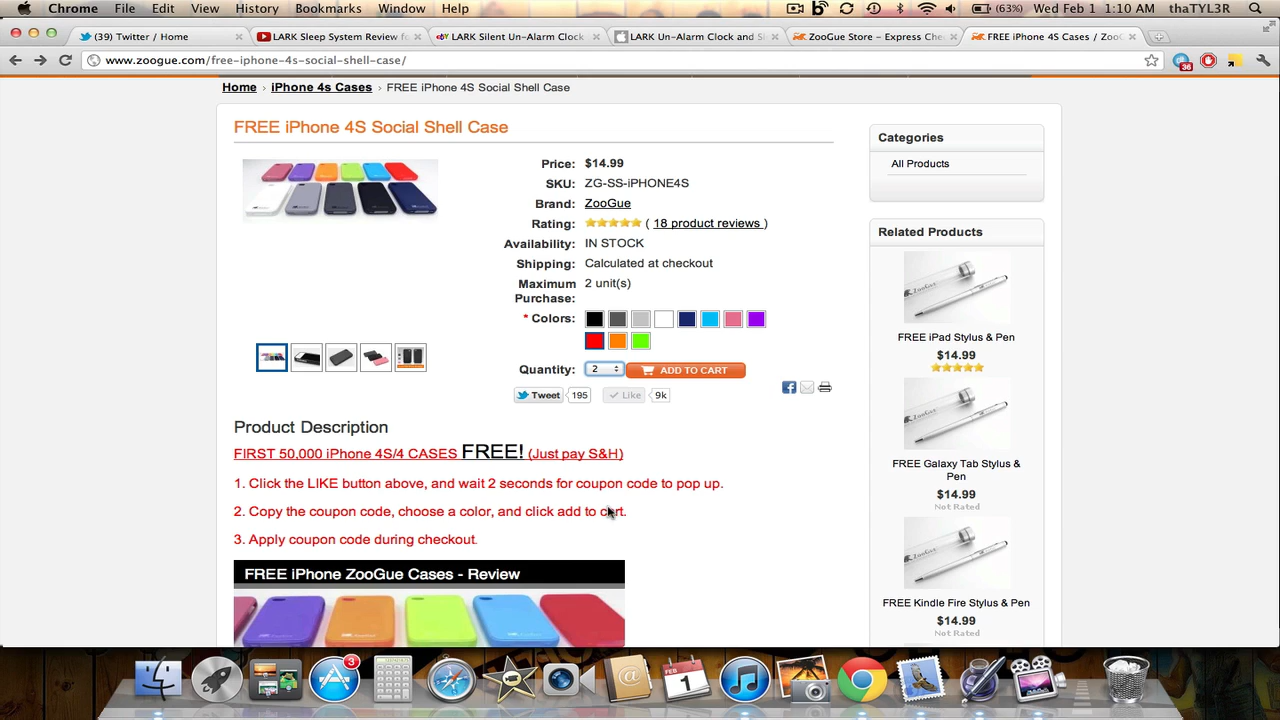 Chrome File Edit View History Bookmarks Window Help (63%) Wed Feb 1 1:10 AM thaTYL3R
(39) Twitter / Home
LARK Sleep System Review fo
LARK Silent Un-Alarm Clock
LARK Un-Alarm Clock and Sl
ZooGue Store - Express Chec
FREE iPhone 4S Cases / ZooG
www.zoogue.com/free-iphone-4s-social-shell-case/
36
Home › iPhone 4s Cases › FREE iPhone 4S Social Shell Case
FREE iPhone 4S Social Shell Case
Price: $14.99
SKU: ZG-SS-iPHONE4S
Brand: ZooGue
Rating: ( 18 product reviews )
Availability: IN STOCK
Shipping: Calculated at checkout
Maximum Purchase: 2 unit(s)
* Colors:
Quantity: 2 ADD TO CART
Tweet 195 Like 9k
Product Description
FIRST 50,000 iPhone 4S/4 CASES FREE! (Just pay S&H)
1. Click the LIKE button above, and wait 2 seconds for coupon code to pop up.
2. Copy the coupon code, choose a color, and click add to cart.
3. Apply coupon code during checkout.
FREE iPhone ZooGue Cases - Review
Categories
All Products
Related Products
FREE iPad Stylus & Pen
$14.99
FREE Galaxy Tab Stylus &
Pen
$14.99
Not Rated
FREE Kindle Fire Stylus & Pen
$14.99
Not Rated
3
FEB
1